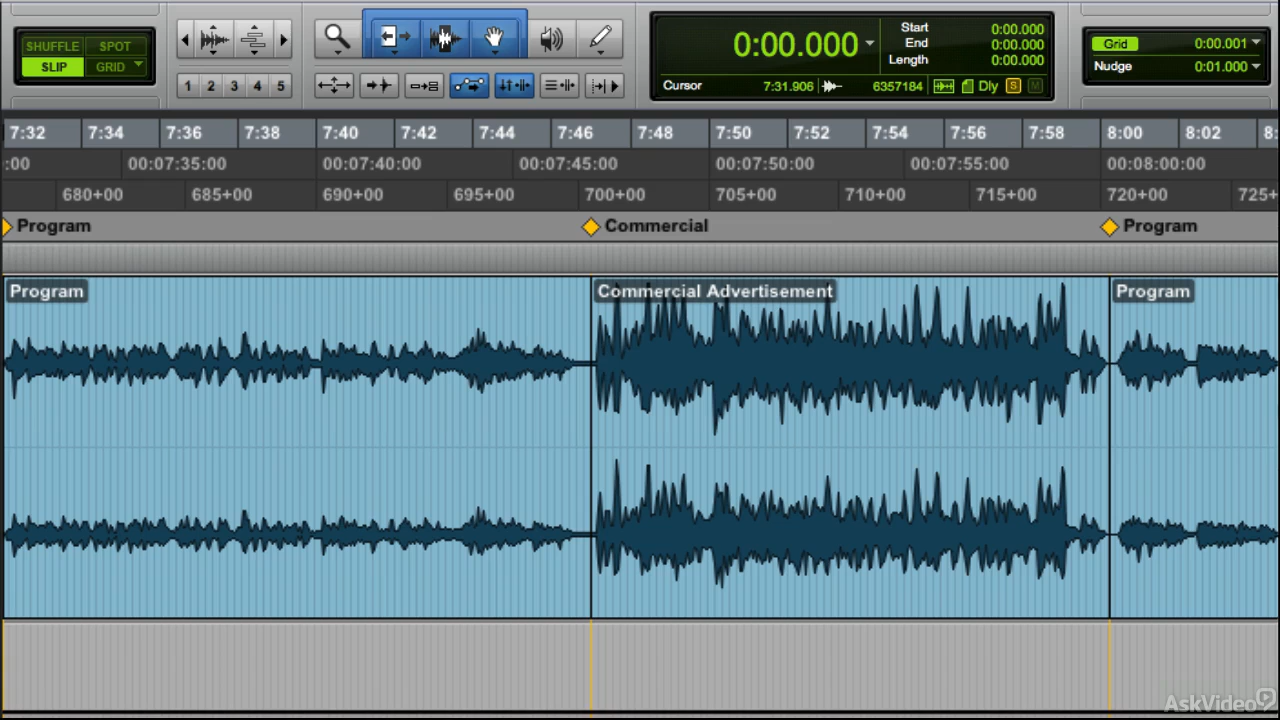 SHUFFLE SPOT
SLIP GRID
1 2 3 4 5
0:00.000
Start 0:00.000
End 0:00.000
Length 0:00.000
Cursor 7:31.906 6357184 Dly S M
Grid 0:00.001
Nudge 0:01.000
7:32 7:34 7:36 7:38 7:40 7:42 7:44 7:46 7:48 7:50 7:52 7:54 7:56 7:58 8:00 8:02 8:
:00 00:07:35:00 00:07:40:00 00:07:45:00 00:07:50:00 00:07:55:00 00:08:00:00
680+00 685+00 690+00 695+00 700+00 705+00 710+00 715+00 720+00 725+
Program Commercial Program
Program Commercial Advertisement Program
AskVideo